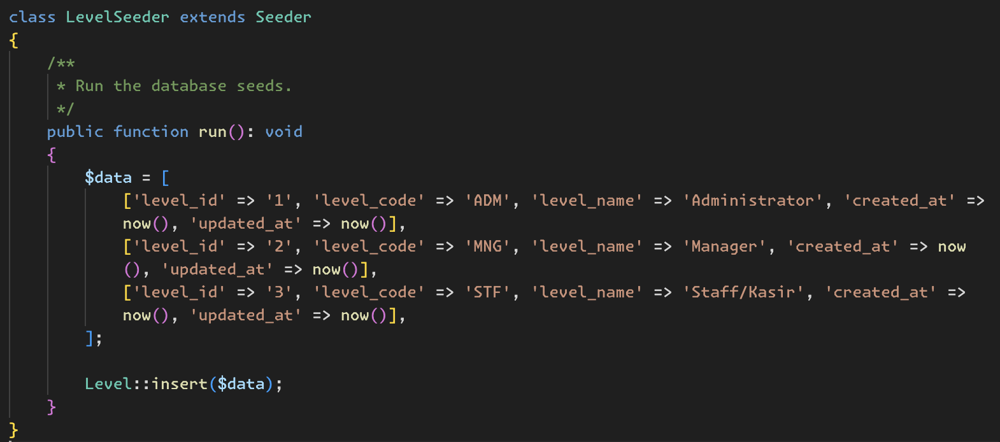 class LevelSeeder extends Seeder
{
    /**
     * Run the database seeds.
     */
    public function run(): void
    {
        $data = [
            ['level_id' => '1', 'level_code' => 'ADM', 'level_name' => 'Administrator', 'created_at' =>
            now(), 'updated_at' => now()],
            ['level_id' => '2', 'level_code' => 'MNG', 'level_name' => 'Manager', 'created_at' => now
            (), 'updated_at' => now()],
            ['level_id' => '3', 'level_code' => 'STF', 'level_name' => 'Staff/Kasir', 'created_at' =>
            now(), 'updated_at' => now()],
        ];

        Level::insert($data);
    }
}